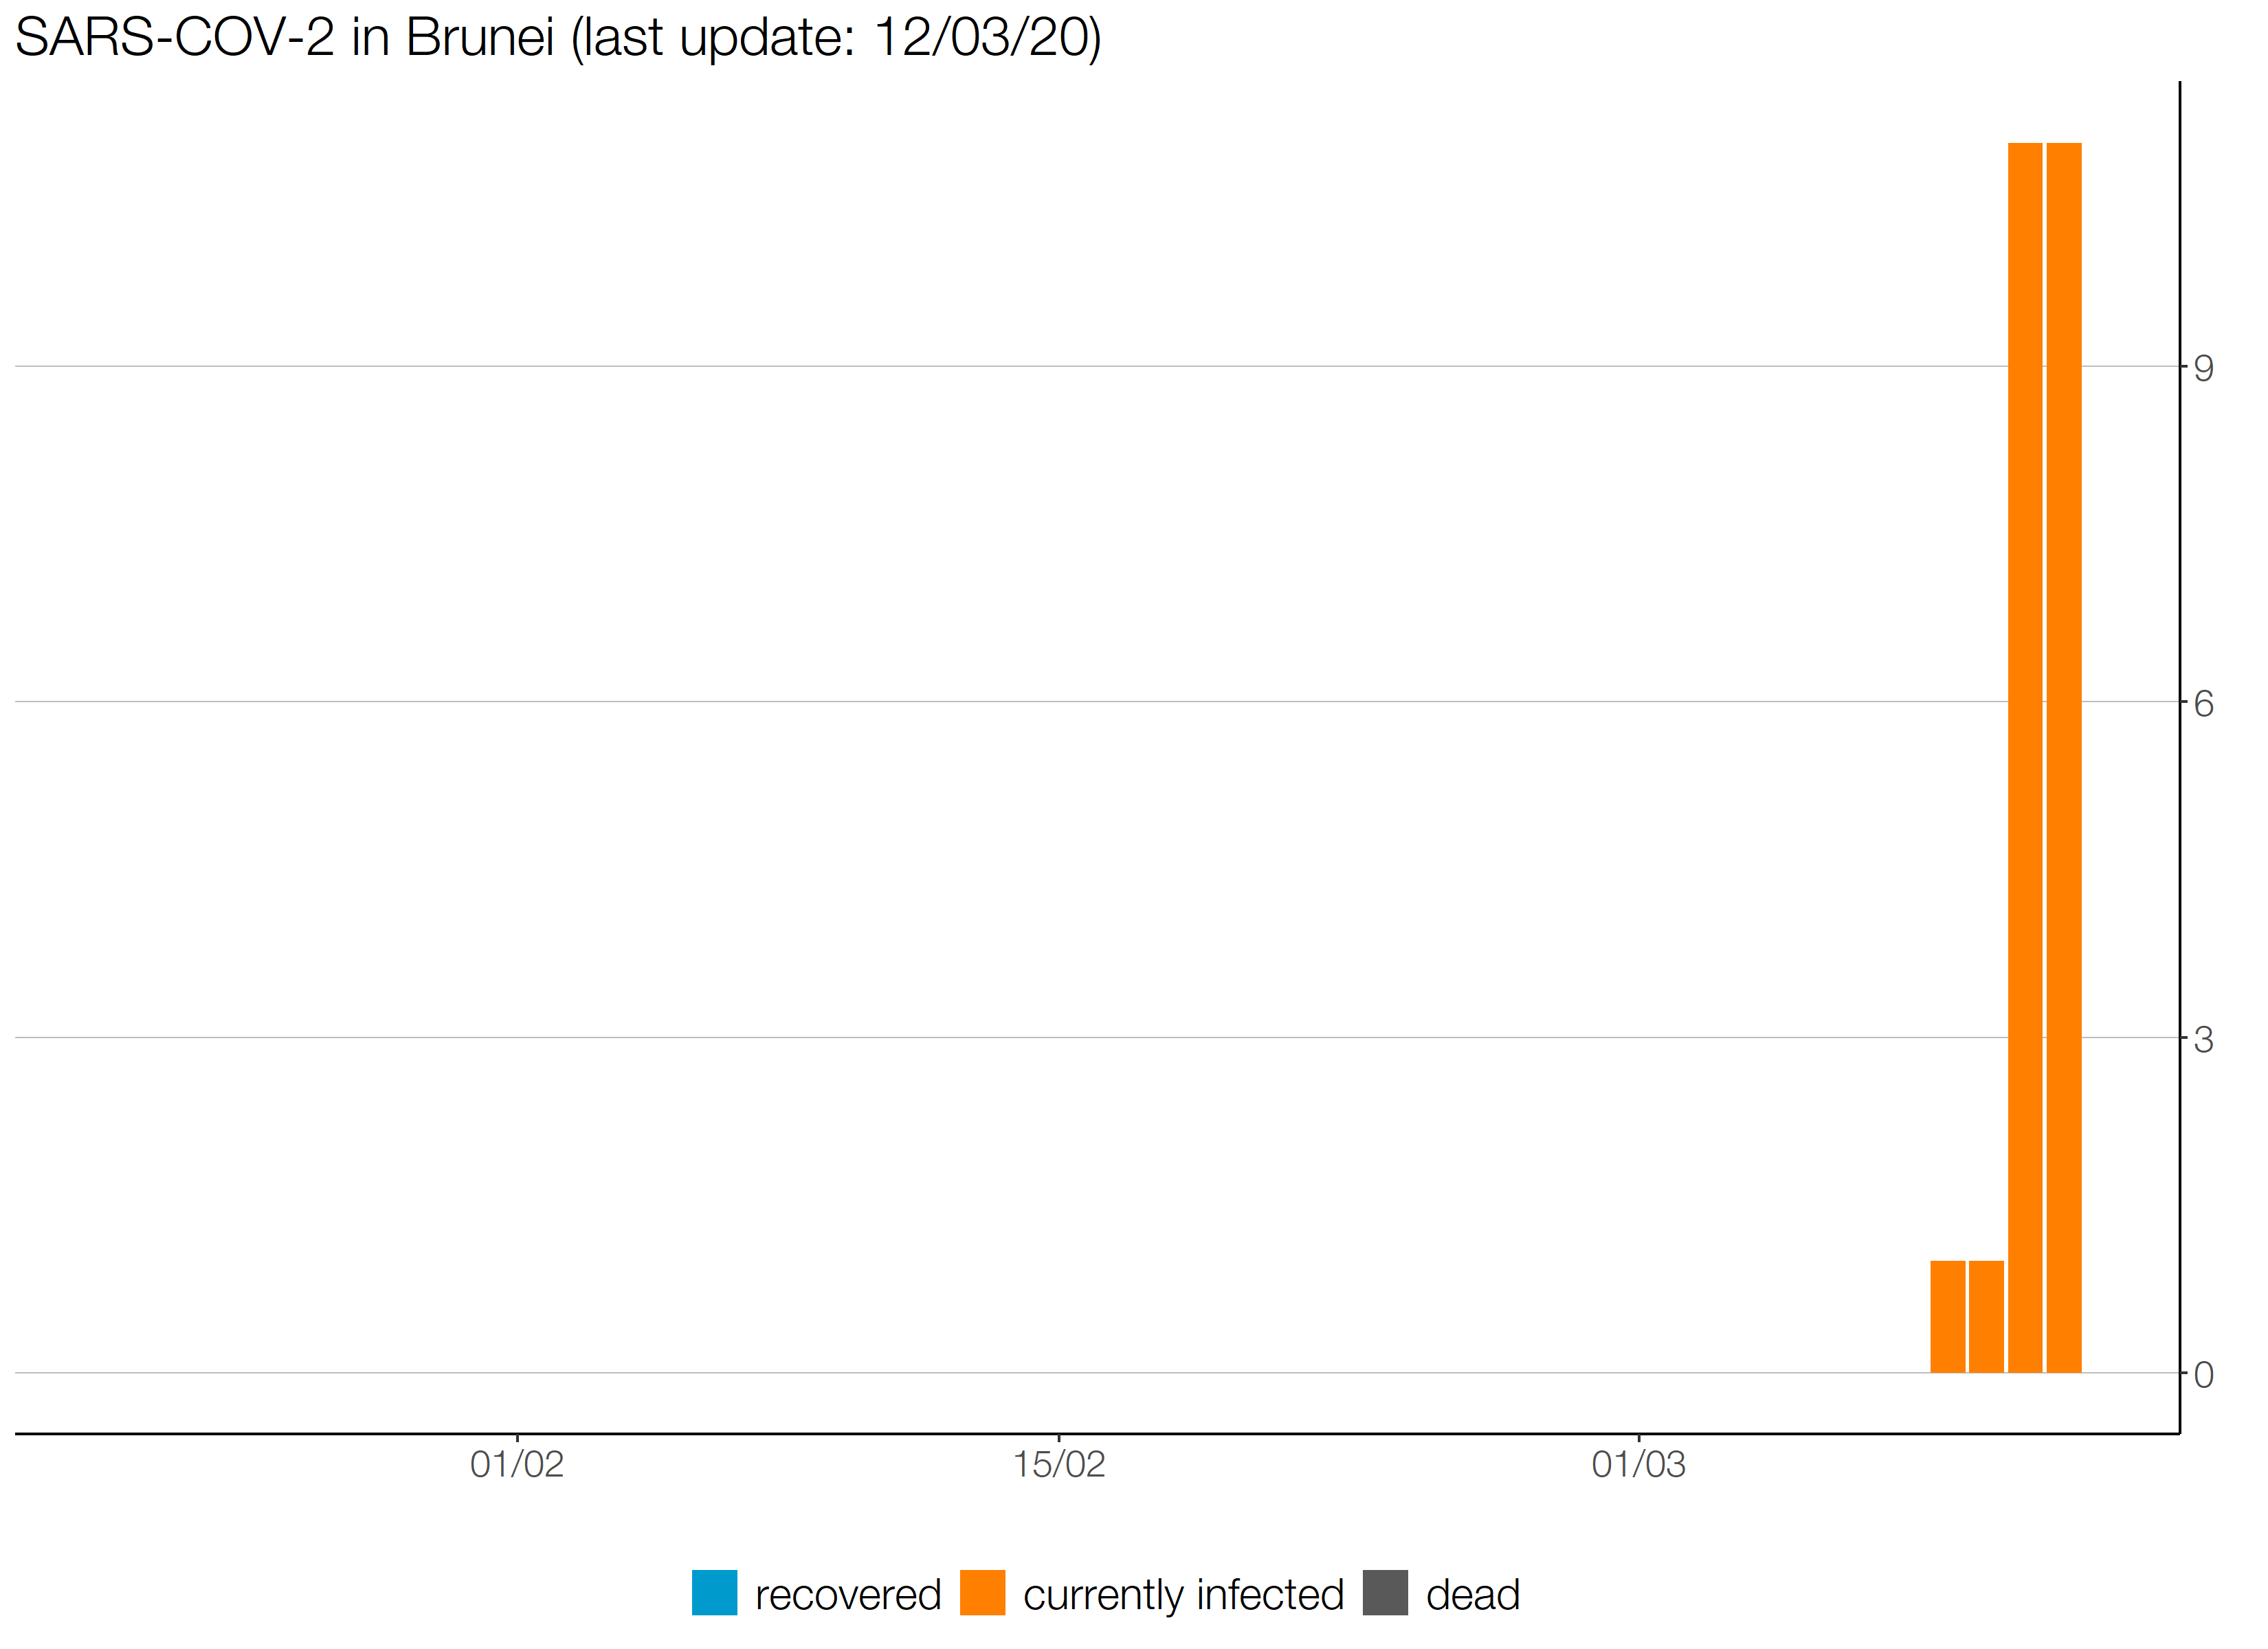 SARS-COV-2 in Brunei (last update: 12/03/20)
9
6
3
0
01/02 15/02 01/03
recovered currently infected dead